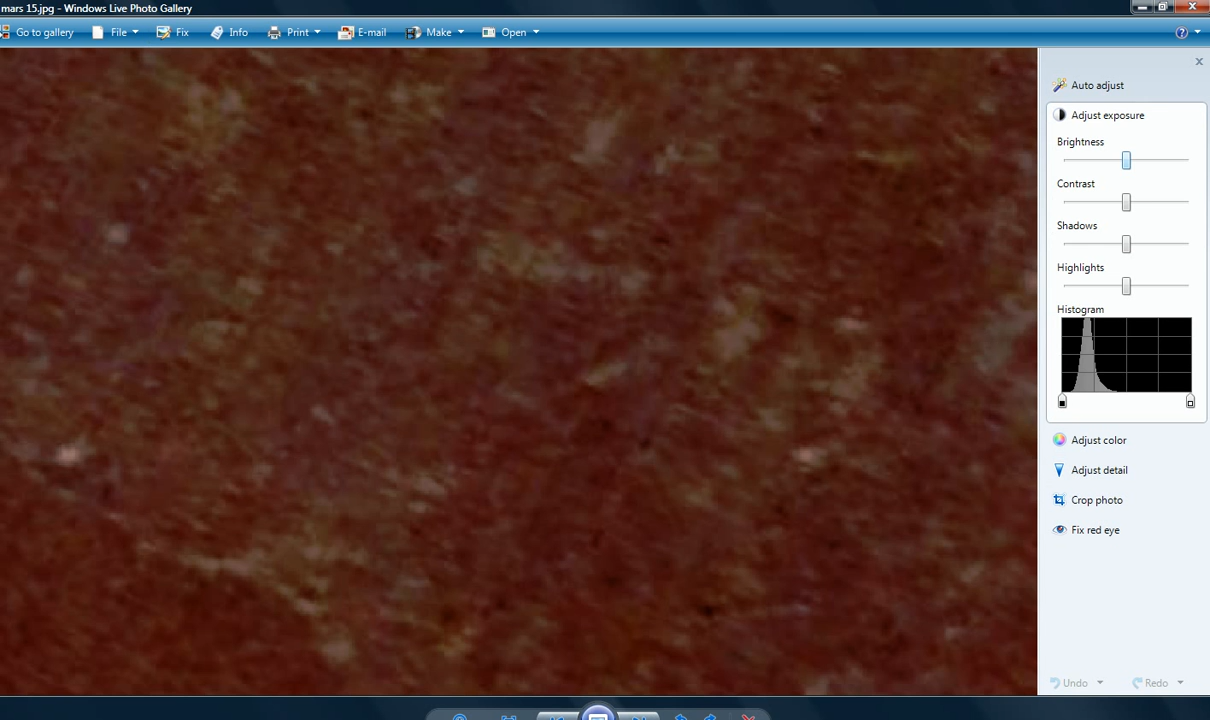 mars 15.jpg - Windows Live Photo Gallery
Go to gallery File Fix Info Print E-mail Make Open
Auto adjust
Adjust exposure
Brightness
Contrast
Shadows
Highlights
Histogram
Adjust color
Adjust detail
Crop photo
Fix red eye
Undo Redo